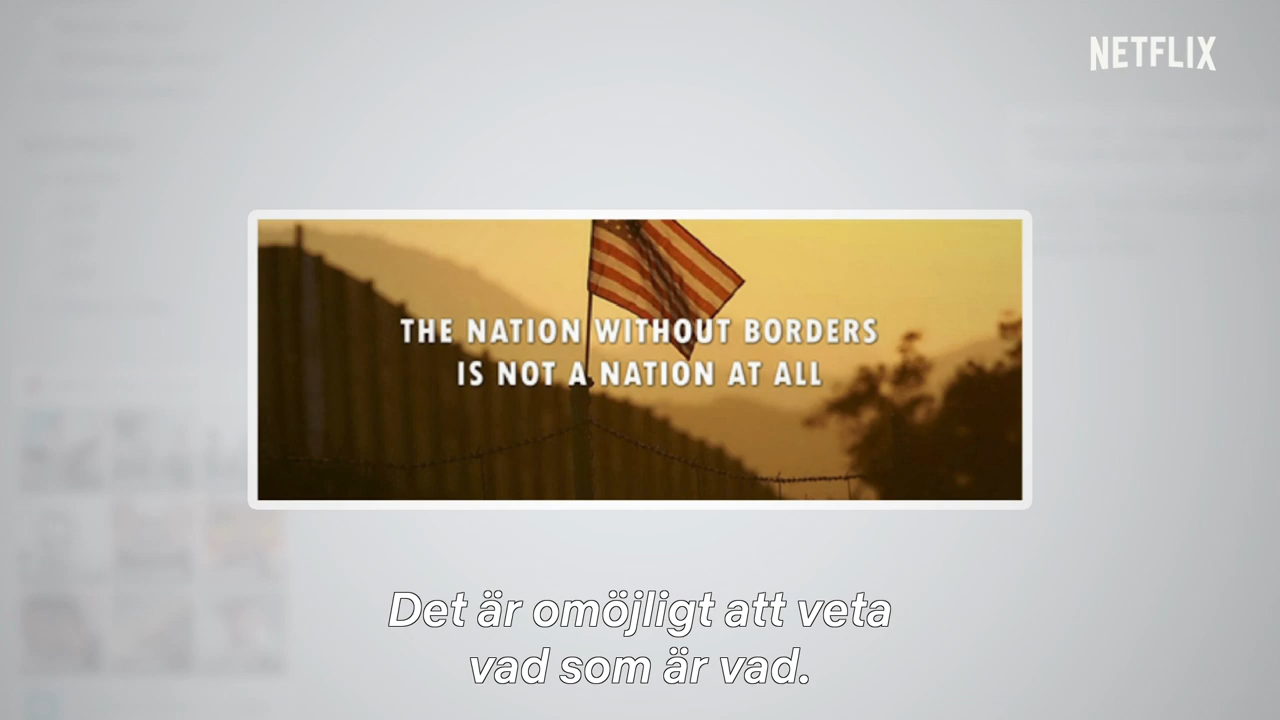 NETFLIX
THE NATION WITHOUT BORDERS
IS NOT A NATION AT ALL
Det är omöjligt att veta
vad som är vad.